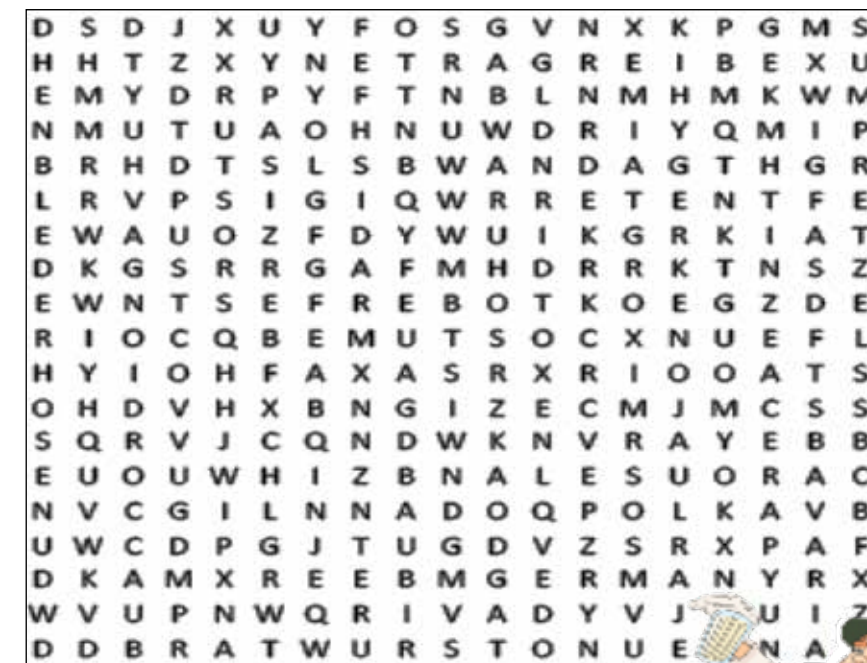 D S D J X U Y F O S G V N X K P G M S
H H T Z X Y N E T R A G R E I B E X U
E M Y D R P Y F T N B L N M H M K W M
N M U T U A O H N U W D R I Y Q M I P
B R H D T S L S B W A N D A G T H G R
L R V P S I G I Q W R R E T E N T F E
E W A U O Z F D Y W U I K G R K I A T
D K G S R R G A F M H D R R K T N S Z
E W N T S E F R E B O T K O E G Z D E
R I O C Q B E M U T S O C X N U E F L
H Y I O H F A X A S R X R I O O A T S
O H D V H X B N G I Z E C M J M C S S
S Q R V J C Q N D W K N V R A Y E B B
E U O U W H I Z B N A L E S U O R A C
N V C G I L N N A D O Q P O L K A V B
U W C D P G J T U G D V Z S R X P A F
D K A M X R E E B M G E R M A N Y R X
W V U P N W Q R I V A D Y V J U I Z
D D B R A T W U R S T O N U E N A